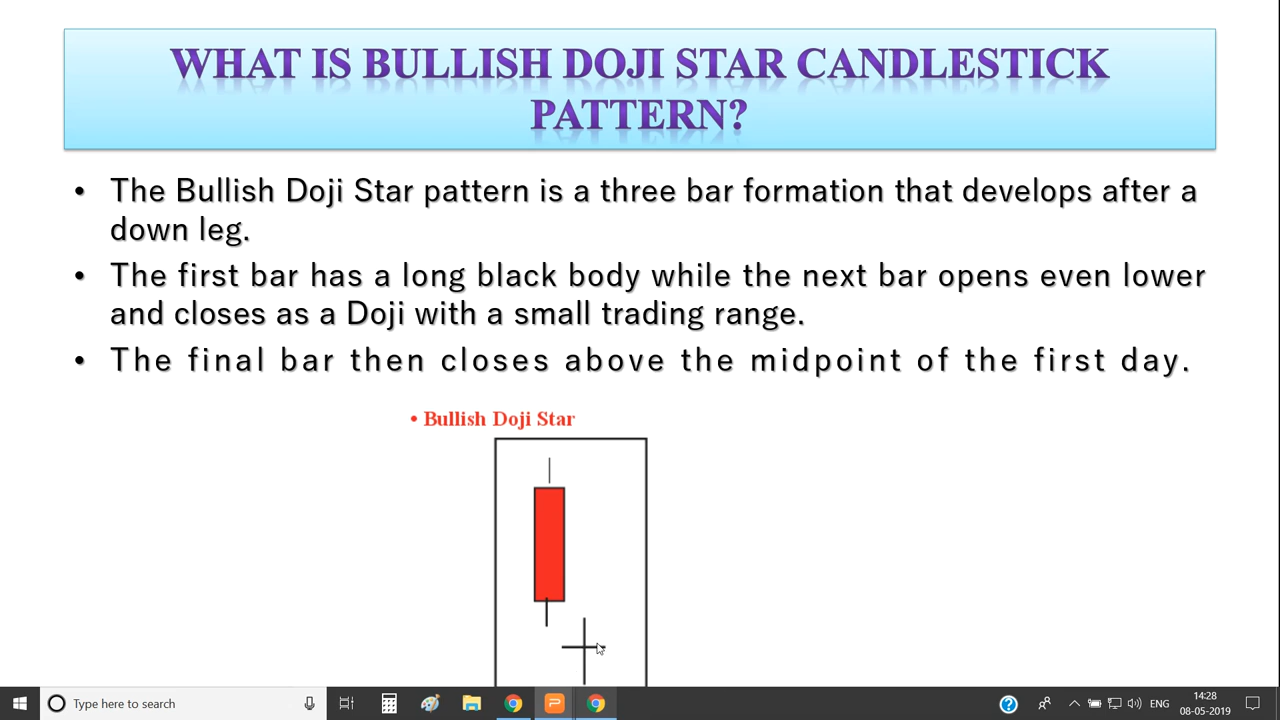 WHAT IS BULLISH DOJI STAR CANDLESTICK
PATTERN?
• The Bullish Doji Star pattern is a three bar formation that develops after a
down leg.
• The first bar has a long black body while the next bar opens even lower
and closes as a Doji with a small trading range.
• The final bar then closes above the midpoint of the first day.
• Bullish Doji Star
Type here to search
ENG
14:28
08-05-2019